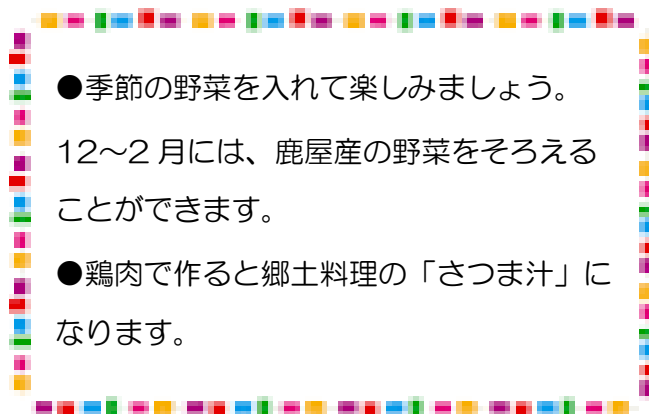 ●季節の野菜を入れて楽しみましょう。
12～2月には、鹿屋産の野菜をそろえる
ことができます。
●鶏肉で作ると郷土料理の「さつま汁」に
なります。